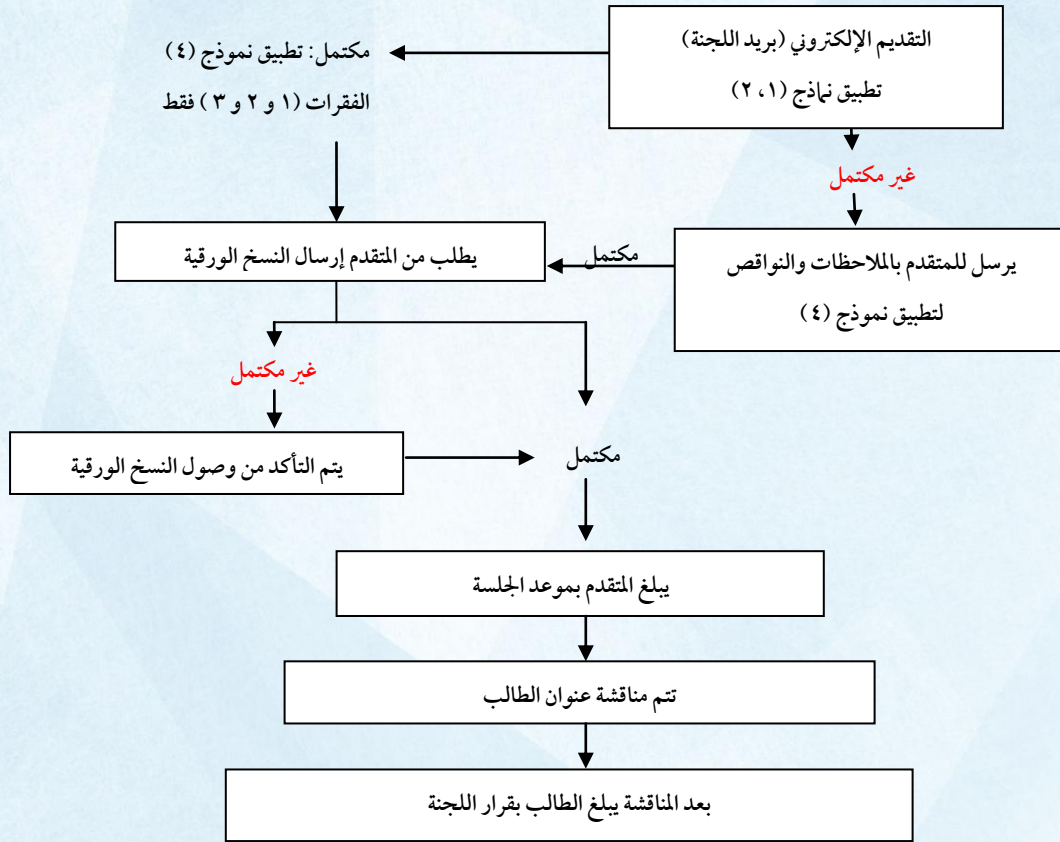 التقديم الإلكتروني (بريد اللجنة)
تطبيق نماذج (١، ٢)
مكتمل: تطبيق نموذج (٤)
الفقرات (١ و ٢ و ٣) فقط
غير مكتمل
يرسل للمتقدم بالملاحظات والنواقص
لتطبيق نموذج (٤)
مكتمل
يطلب من المتقدم إرسال النسخ الورقية
غير مكتمل
يتم التأكد من وصول النسخ الورقية
مكتمل
يبلغ المتقدم بموعد الجلسة
تتم مناقشة عنوان الطالب
بعد المناقشة يبلغ الطالب بقرار اللجنة